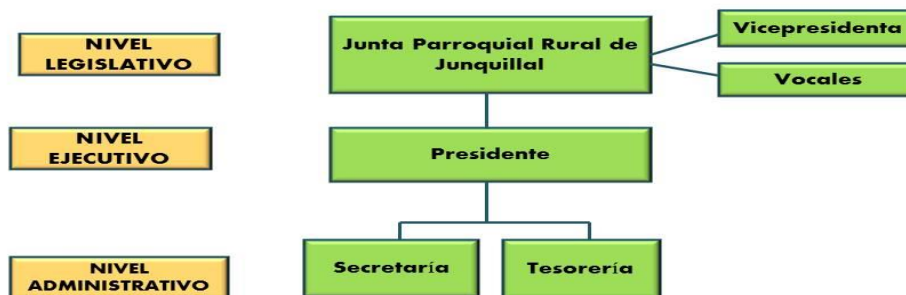 NIVEL
LEGISLATIVO
Junta Parroquial Rural de
Junquillal
Vicepresidenta
Vocales
NIVEL
EJECUTIVO
Presidente
NIVEL
ADMINISTRATIVO
Secretaría
Tesorería